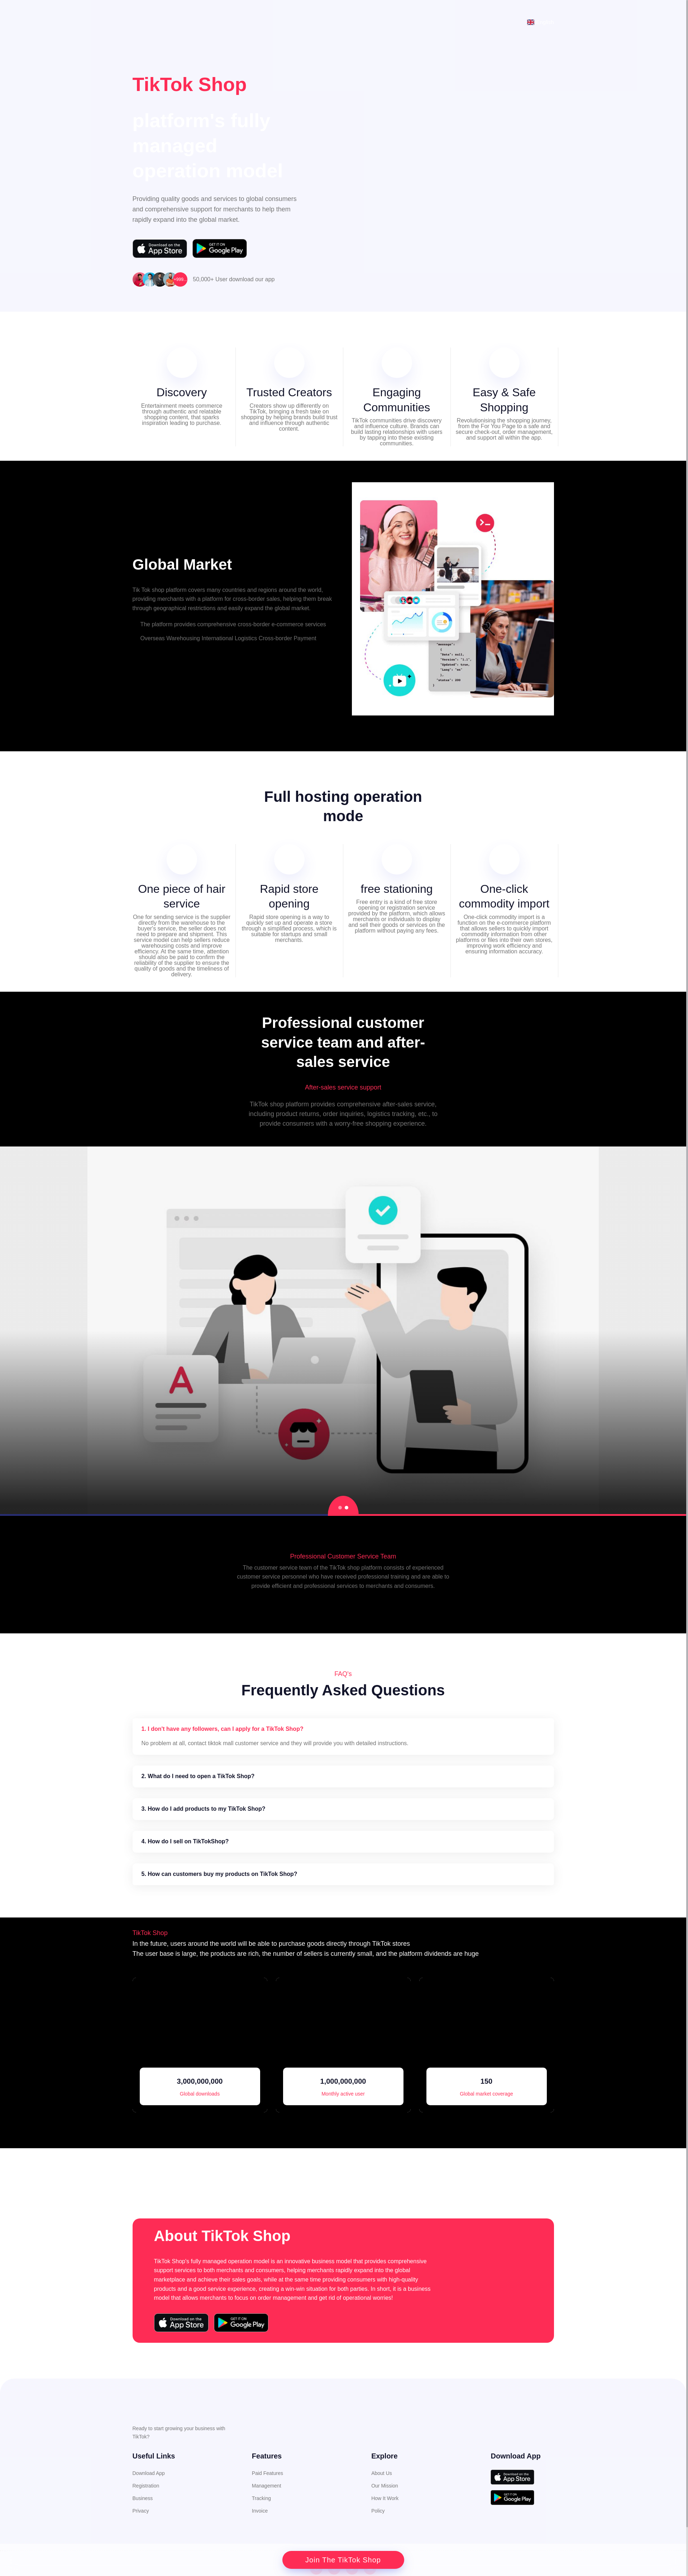 TikTok Shop
platform's fully
managed
operation model
Providing quality goods and services to global consumers
and comprehensive support for merchants to help them
rapidly expand into the global market.
Download on the
App Store
GET IT ON
Google Play
50,000+ User download our app
Discovery
Entertainment meets commerce
through authentic and relatable
shopping content, that sparks
inspiration leading to purchase.
Trusted Creators
Creators show up differently on
TikTok, bringing a fresh take on
shopping by helping brands build trust
and influence through authentic
content.
Engaging
Communities
TikTok communities drive discovery
and influence culture. Brands can
build lasting relationships with users
by tapping into these existing
communities.
Easy & Safe
Shopping
Revolutionising the shopping journey,
from the For You Page to a safe and
secure check-out, order management,
and support all within the app.
Global Market
Tik Tok shop platform covers many countries and regions around the world,
providing merchants with a platform for cross-border sales, helping them break
through geographical restrictions and easily expand the global market.
The platform provides comprehensive cross-border e-commerce services
Overseas Warehousing International Logistics Cross-border Payment
Full hosting operation
mode
One piece of hair
service
One for sending service is the supplier
directly from the warehouse to the
buyer's service, the seller does not
need to prepare and shipment. This
service model can help sellers reduce
warehousing costs and improve
efficiency. At the same time, attention
should also be paid to confirm the
reliability of the supplier to ensure the
quality of goods and the timeliness of
delivery.
Rapid store
opening
Rapid store opening is a way to
quickly set up and operate a store
through a simplified process, which is
suitable for startups and small
merchants.
free stationing
Free entry is a kind of free store
opening or registration service
provided by the platform, which allows
merchants or individuals to display
and sell their goods or services on the
platform without paying any fees.
One-click
commodity import
One-click commodity import is a
function on the e-commerce platform
that allows sellers to quickly import
commodity information from other
platforms or files into their own stores,
improving work efficiency and
ensuring information accuracy.
Professional customer
service team and after-
sales service
After-sales service support
TikTok shop platform provides comprehensive after-sales service,
including product returns, order inquiries, logistics tracking, etc., to
provide consumers with a worry-free shopping experience.
A
Professional Customer Service Team
The customer service team of the TikTok shop platform consists of experienced
customer service personnel who have received professional training and are able to
provide efficient and professional services to merchants and consumers.
FAQ's
Frequently Asked Questions
1. I don't have any followers, can I apply for a TikTok Shop?
No problem at all, contact tiktok mall customer service and they will provide you with detailed instructions.
2. What do I need to open a TikTok Shop?
3. How do I add products to my TikTok Shop?
4. How do I sell on TikTokShop?
5. How can customers buy my products on TikTok Shop?
TikTok Shop
In the future, users around the world will be able to purchase goods directly through TikTok stores
The user base is large, the products are rich, the number of sellers is currently small, and the platform dividends are huge
3,000,000,000
Global downloads
1,000,000,000
Monthly active user
150
Global market coverage
About TikTok Shop
TikTok Shop's fully managed operation model is an innovative business model that provides comprehensive
support services to both merchants and consumers, helping merchants rapidly expand into the global
marketplace and achieve their sales goals, while at the same time providing consumers with high-quality
products and a good service experience, creating a win-win situation for both parties. In short, it is a business
model that allows merchants to focus on order management and get rid of operational worries!
Download on the
App Store
GET IT ON
Google Play
Ready to start growing your business with
TikTok?
Useful Links
Download App
Registration
Business
Privacy
Features
Paid Features
Management
Tracking
Invoice
Explore
About Us
Our Mission
How It Work
Policy
Download App
Download on the
App Store
GET IT ON
Google Play
Join The TikTok Shop